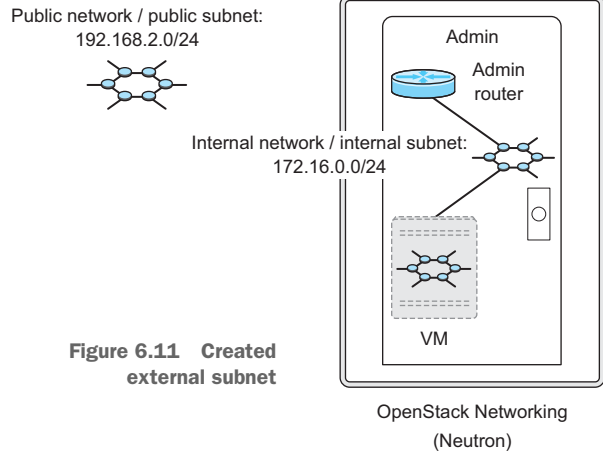 Public network / public subnet:
192.168.2.0/24
Admin
Admin
router
Internal network / internal subnet:
172.16.0.0/24
VM
Figure 6.11 Created
external subnet
OpenStack Networking
(Neutron)